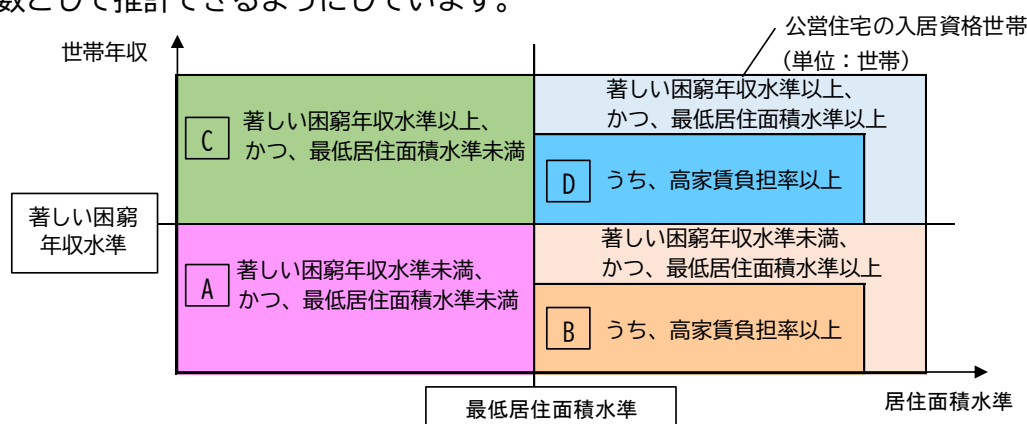 数として推計できるようにしています。
公営住宅の入居資格世帯
（単位：世帯）
世帯年収
C
著しい困窮年収水準以上、
かつ、最低居住面積水準未満
著しい困窮年収水準以上、
かつ、最低居住面積水準以上
D
うち、高家賃負担率以上
著しい困窮
年収水準
A
著しい困窮年収水準未満、
かつ、最低居住面積水準未満
著しい困窮年収水準未満、
かつ、最低居住面積水準以上
B
うち、高家賃負担率以上
最低居住面積水準
居住面積水準